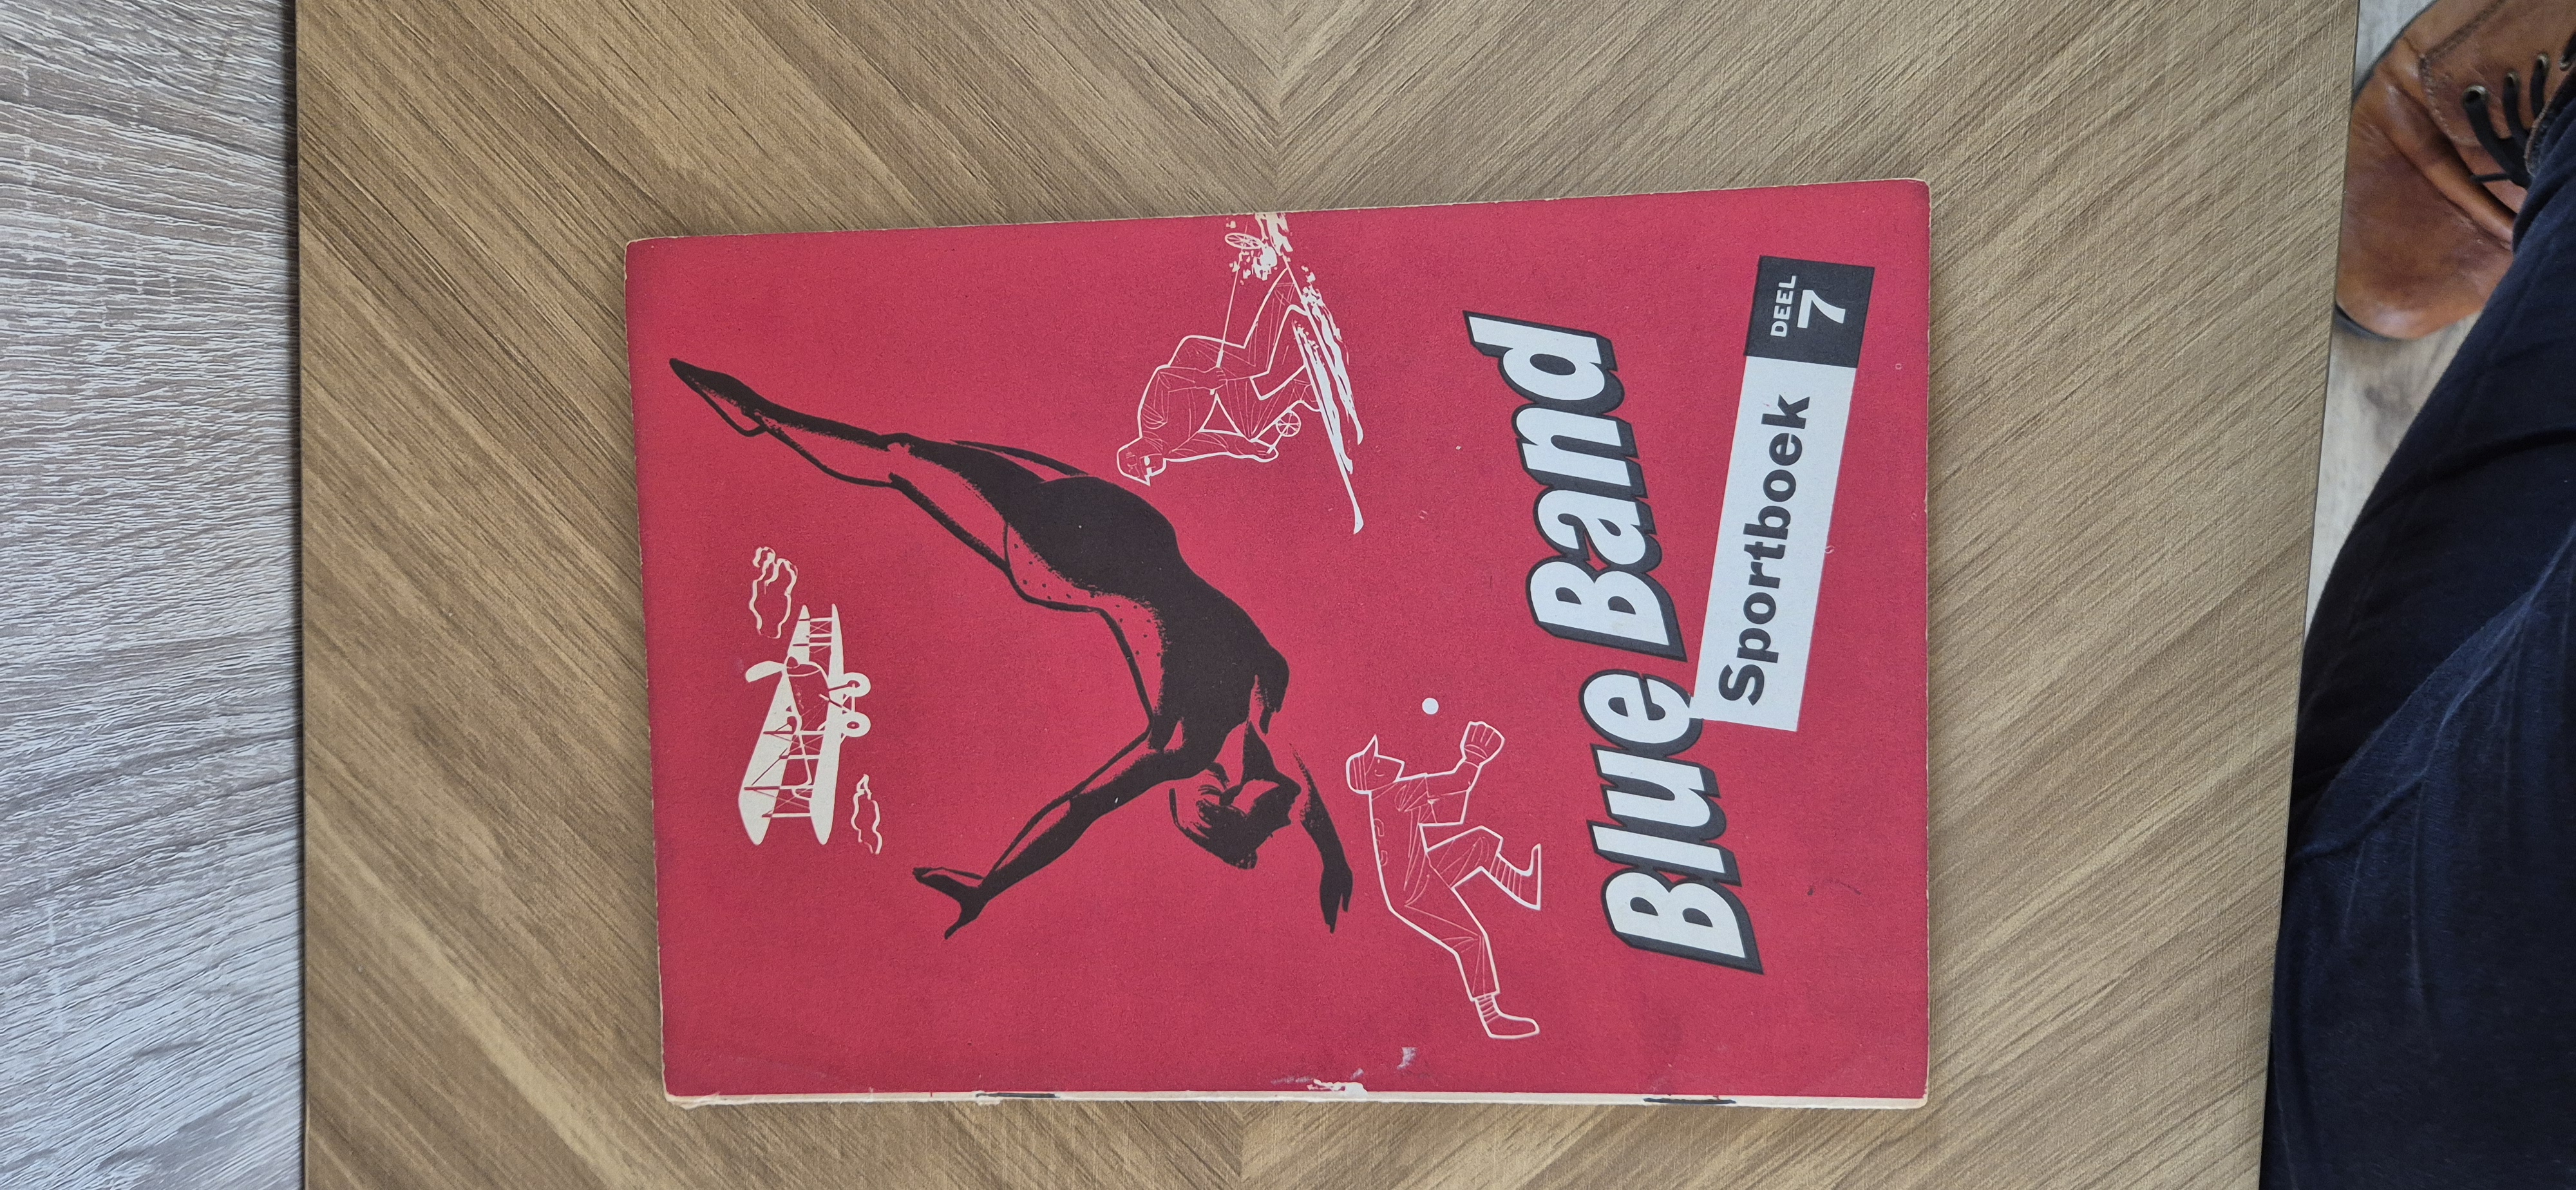 Blue Band
Sportboek
DEEL
7